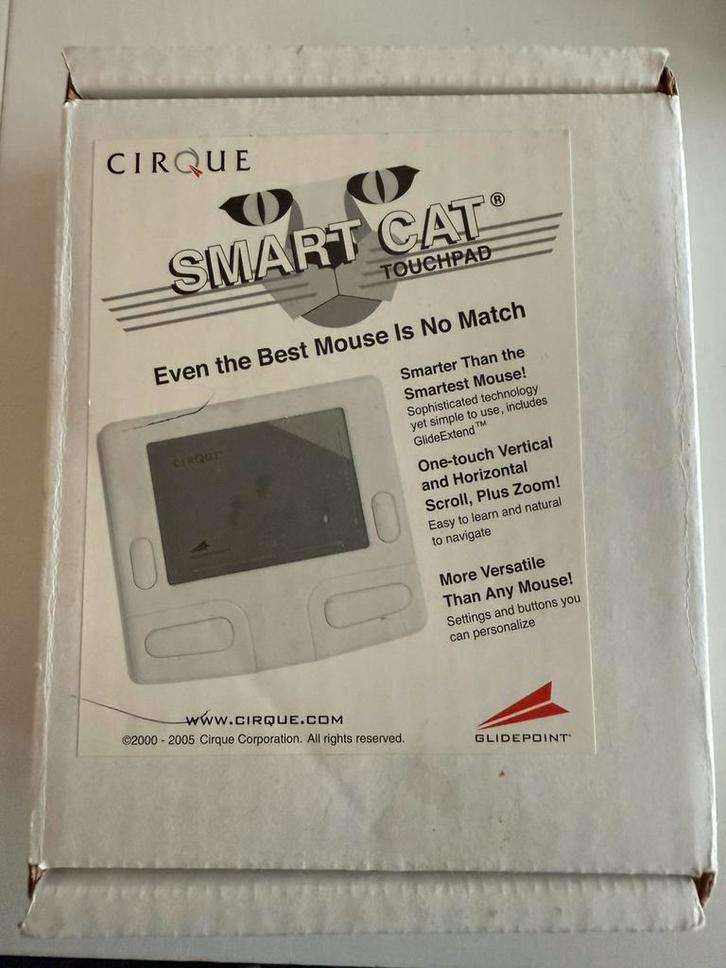 CIRQUE
SMART CAT®
TOUCHPAD
Even the Best Mouse Is No Match
Smarter Than the
Smartest Mouse!
Sophisticated technology
yet simple to use, includes
GlideExtend™
One-touch Vertical
and Horizontal
Scroll, Plus Zoom!
Easy to learn and natural
to navigate
More Versatile
Than Any Mouse!
Settings and buttons you
can personalize
CIRQUE
WWW.CIRQUE.COM
©2000 - 2005 Cirque Corporation. All rights reserved.
GLIDEPOINT